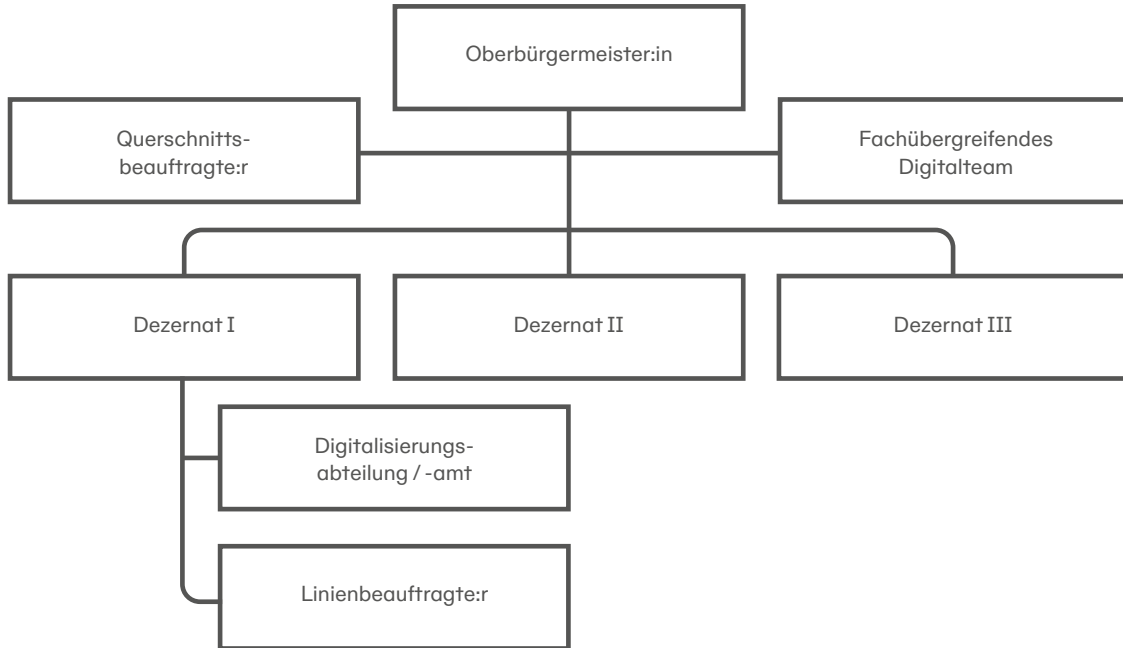 Oberbürgermeister:in
Querschnitts-
beauftragte:r
Fachübergreifendes
Digitalteam
Dezernat I
Dezernat II
Dezernat III
Digitalisierungs-
abteilung / -amt
Linienbeauftragte:r